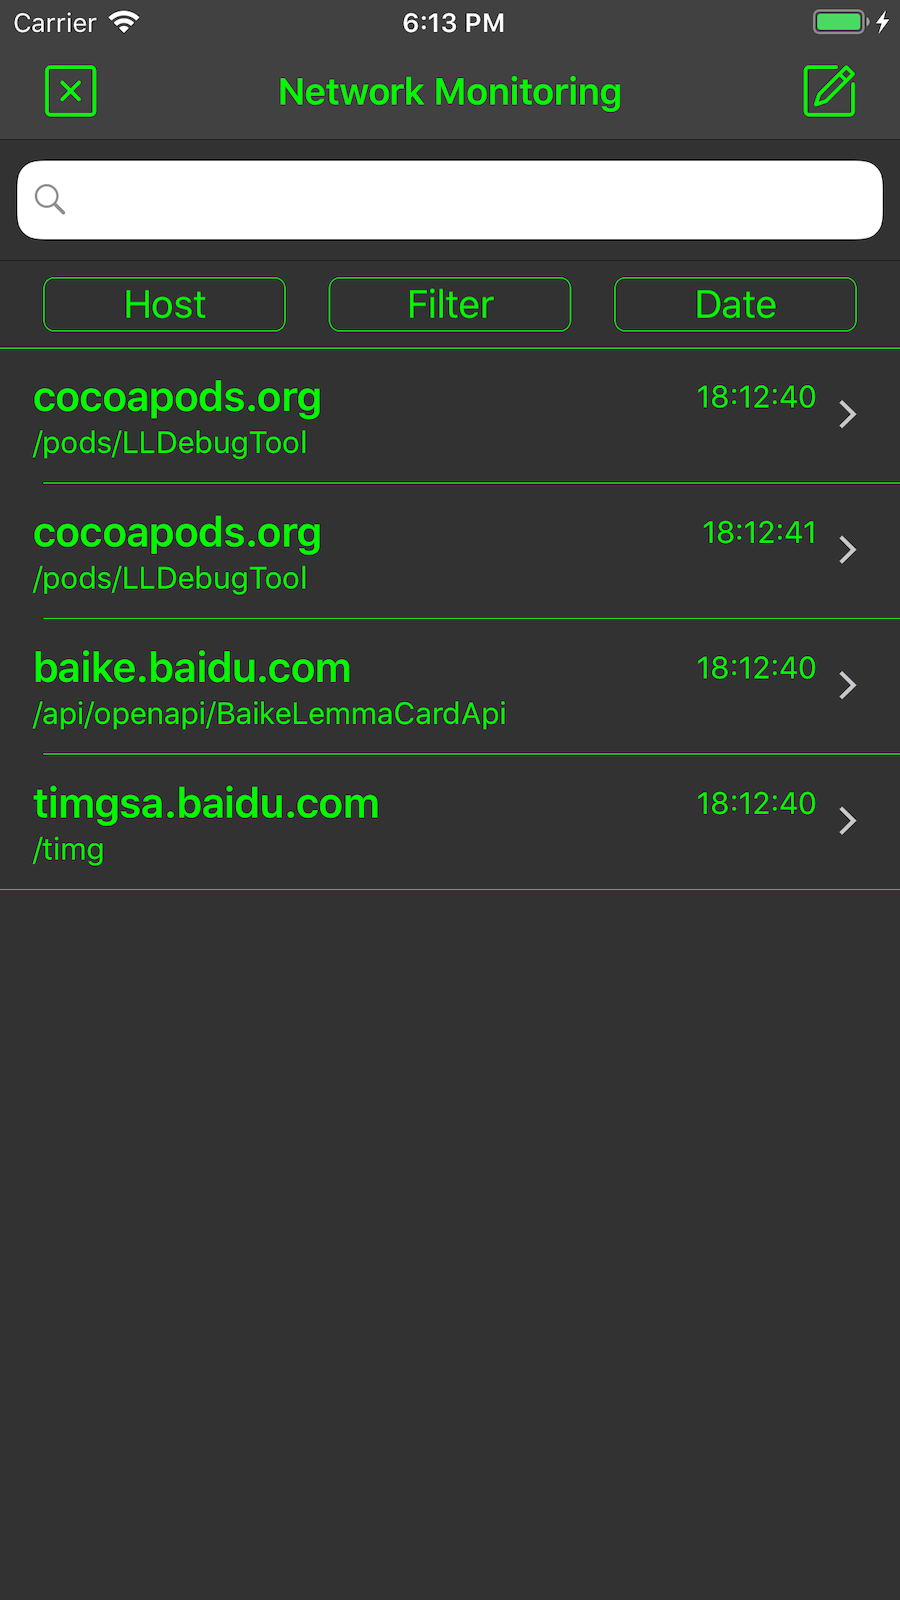 Carrier 6:13 PM
Network Monitoring
Host Filter Date
cocoapods.org 18:12:40
/pods/LLDebugTool
cocoapods.org 18:12:41
/pods/LLDebugTool
baike.baidu.com 18:12:40
/api/openapi/BaikeLemmaCardApi
timgsa.baidu.com 18:12:40
/timg